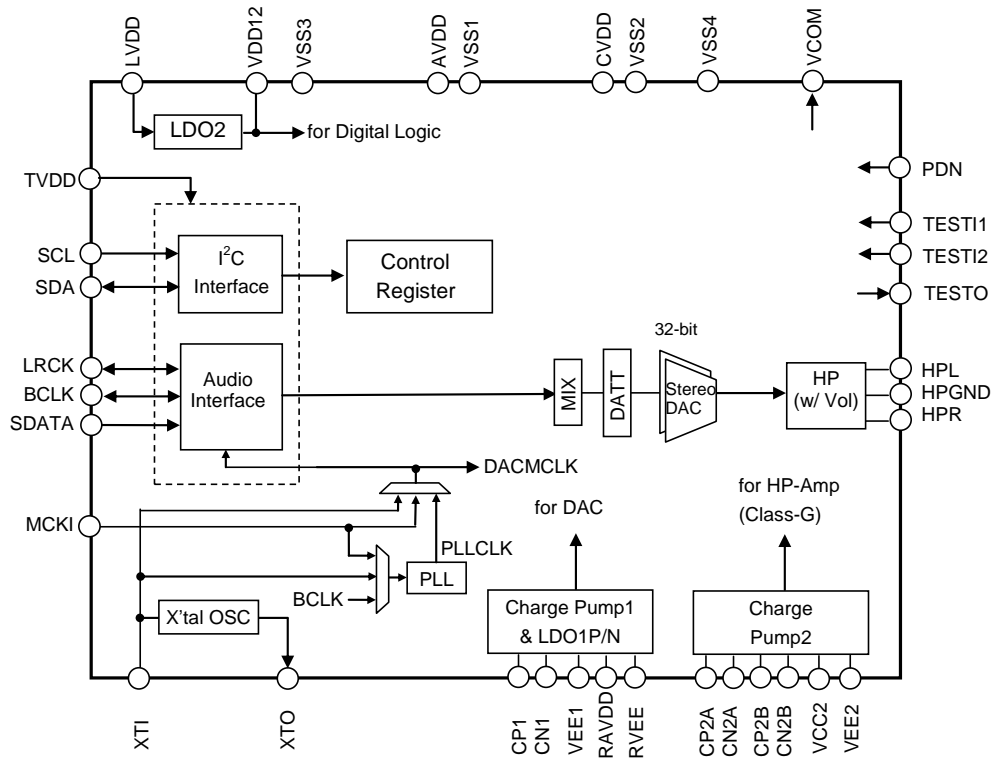 LVDD
VDD12
VSS3
AVDD
VSS1
CVDD
VSS2
VSS4
VCOM
LDO2
for Digital Logic
TVDD
PDN
TESTI1
TESTI2
TESTO
SCL
SDA
I²C
Interface
Control
Register
32-bit
LRCK
BCLK
SDATA
Audio
Interface
MIX
DATT
Stereo
DAC
HP
(w/ Vol)
HPL
HPGND
HPR
DACMCLK
MCKI
for DAC
for HP-Amp
(Class-G)
PLLCLK
PLL
BCLK
X'tal OSC
Charge Pump1
& LDO1P/N
Charge
Pump2
XTI
XTO
CP1
CN1
VEE1
RAVDD
RVEE
CP2A
CN2A
CP2B
CN2B
VCC2
VEE2